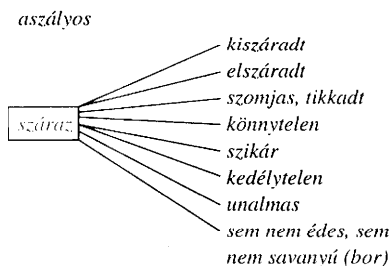 aszályos
kiszáradt
elszáradt
szomjas, tikkadt
száraz
könnytelen
szikár
kedélytelen
unalmas
sem nem édes, sem
nem savanyú (bor)